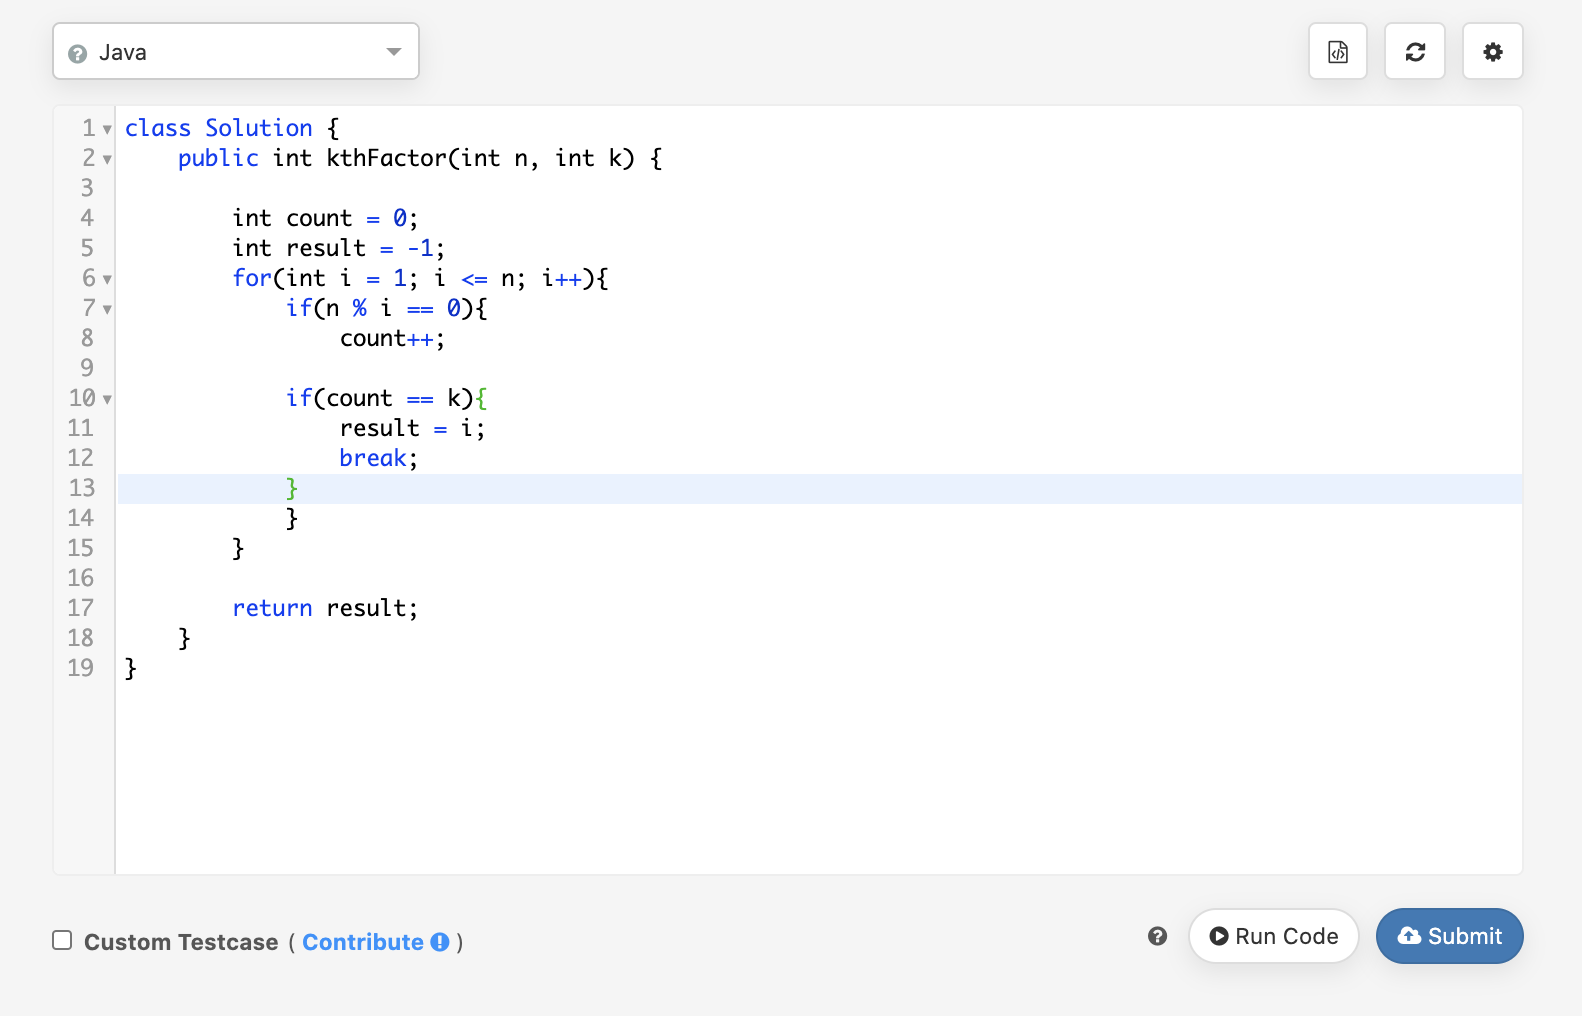 Java
1 class Solution {
2     public int kthFactor(int n, int k) {
3
4         int count = 0;
5         int result = -1;
6         for(int i = 1; i <= n; i++){
7             if(n % i == 0){
8                 count++;
9
10             if(count == k){
11                 result = i;
12                 break;
13             }
14             }
15         }
16
17         return result;
18     }
19 }
Custom Testcase ( Contribute )
Run Code
Submit